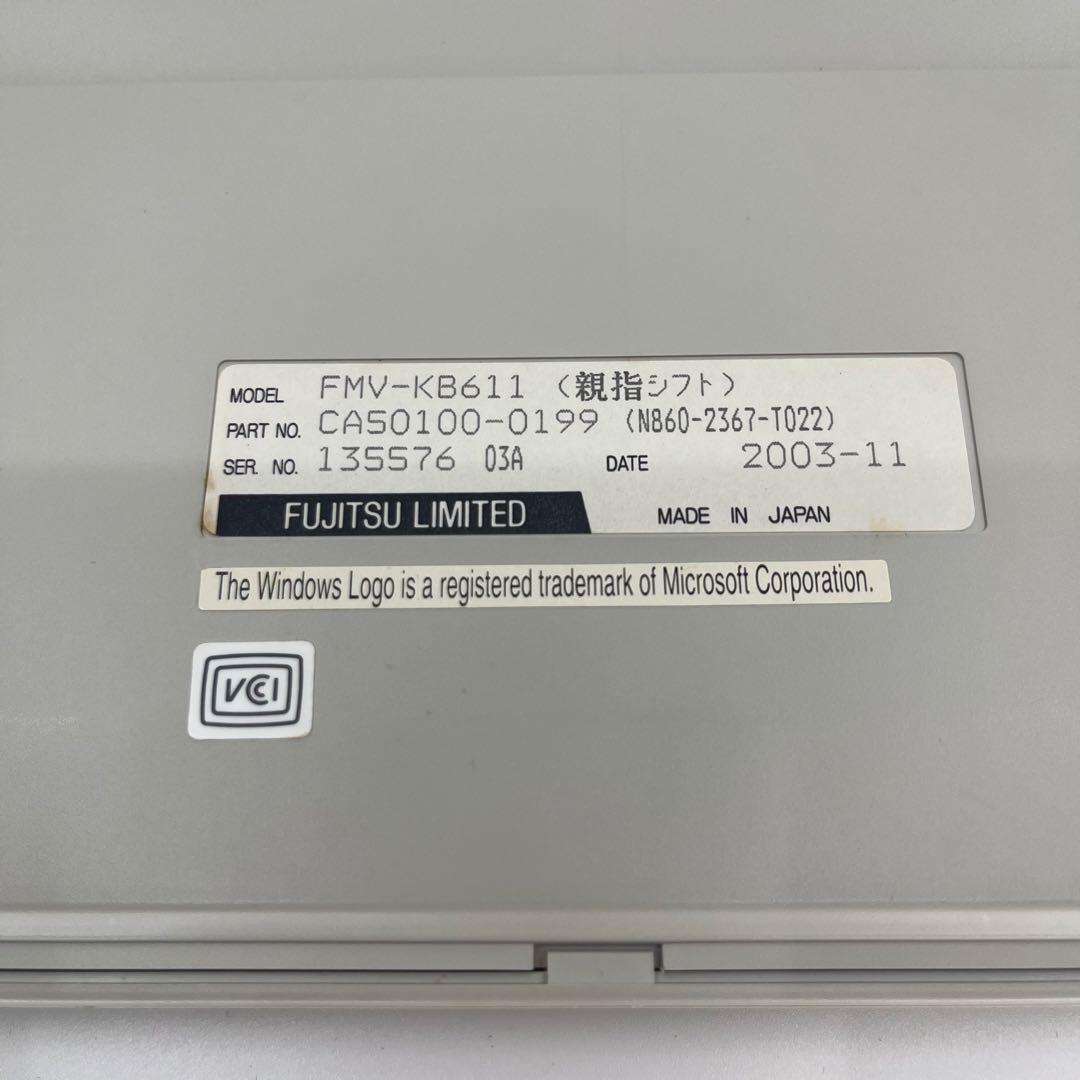 MODEL FMV-KB611 (親指シフト)
PART NO. CA50100-0199 (N860-2367-T022)
SER. NO. 135576 03A DATE 2003-11
FUJITSU LIMITED MADE IN JAPAN
The Windows Logo is a registered trademark of Microsoft Corporation.
VCCI